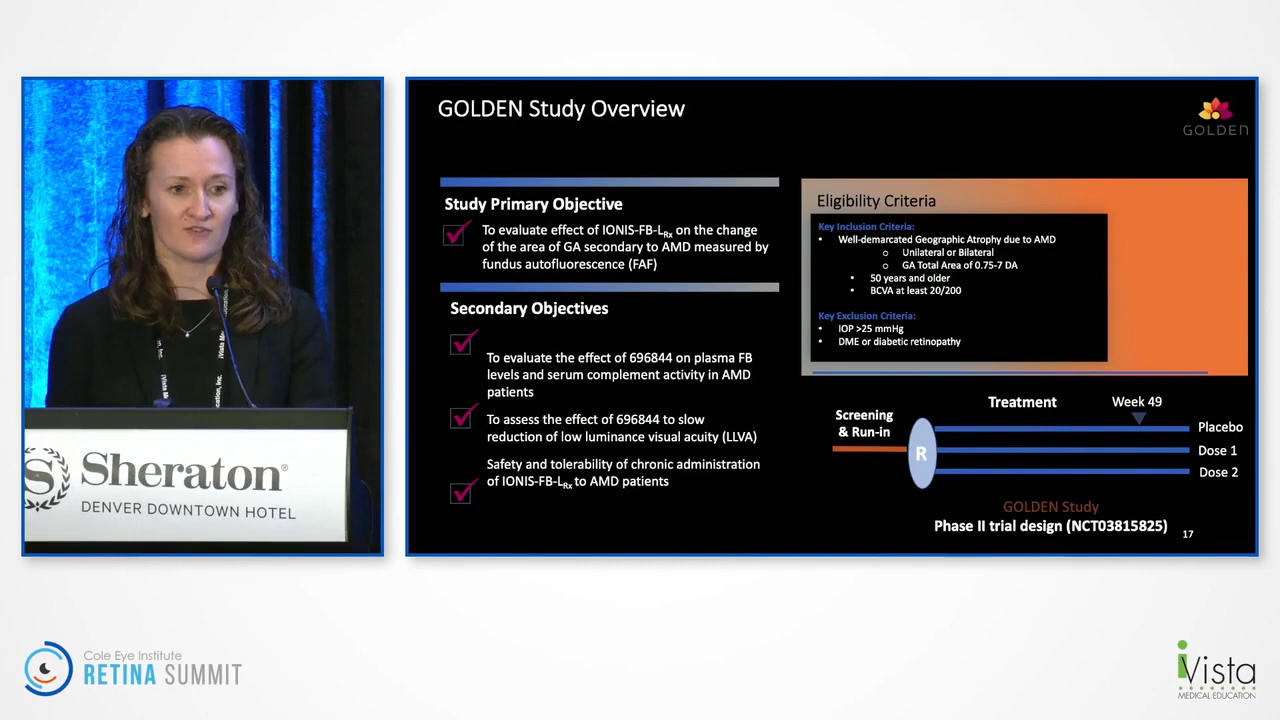 GOLDEN Study Overview
GOLDEN
Study Primary Objective
To evaluate effect of IONIS-FB-LRx on the change
of the area of GA secondary to AMD measured by
fundus autofluorescence (FAF)
Secondary Objectives
To evaluate the effect of 696844 on plasma FB
levels and serum complement activity in AMD
patients
To assess the effect of 696844 to slow
reduction of low luminance visual acuity (LLVA)
Safety and tolerability of chronic administration
of IONIS-FB-LRx to AMD patients
Eligibility Criteria
Key Inclusion Criteria:
• Well-demarcated Geographic Atrophy due to AMD
o Unilateral or Bilateral
o GA Total Area of 0.75-7 DA
• 50 years and older
• BCVA at least 20/200
Key Exclusion Criteria:
• IOP >25 mmHg
• DME or diabetic retinopathy
Screening
& Run-in
R
Treatment
Week 49
Placebo
Dose 1
Dose 2
GOLDEN Study
Phase II trial design (NCT03815825)
17
S
Sheraton®
DENVER DOWNTOWN HOTEL
Cole Eye Institute
RETINA SUMMIT
iVista
MEDICAL EDUCATION